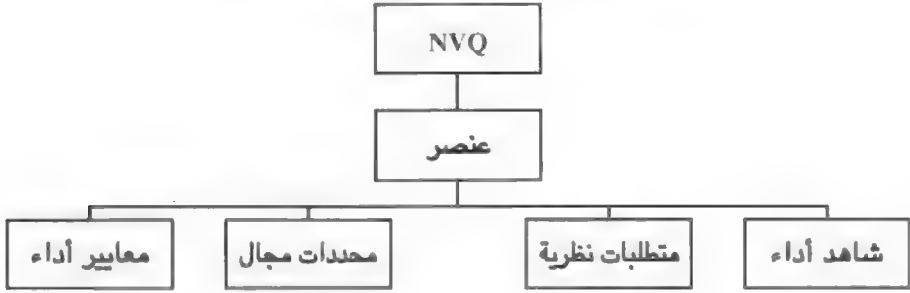 NVQ
عنصر
شاهد أداء
متطلبات نظرية
محددات مجال
معايير أداء